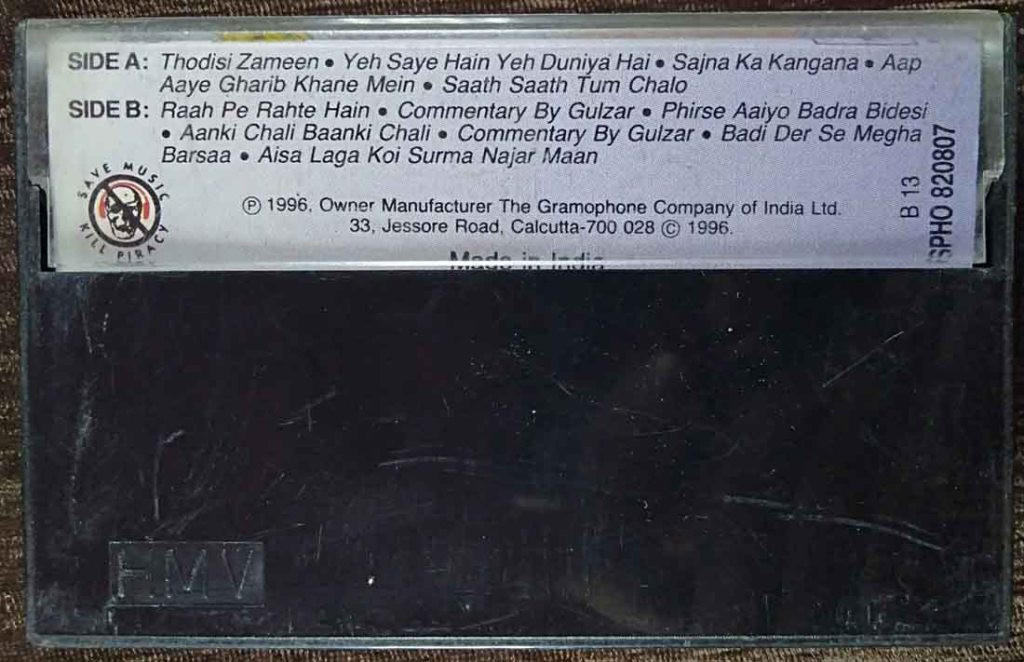 SIDE A: Thodisi Zameen • Yeh Saye Hain Yeh Duniya Hai • Sajna Ka Kangana • Aap
Aaye Gharib Khane Mein • Saath Saath Tum Chalo
SIDE B: Raah Pe Rahte Hain • Commentary By Gulzar • Phirse Aaiyo Badra Bidesi
• Aanki Chali Baanki Chali • Commentary By Gulzar • Badi Der Se Megha
Barsaa • Aisa Laga Koi Surma Najar Maan
SAVE MUSIC
KILL PIRACY
℗ 1996, Owner Manufacturer The Gramophone Company of India Ltd.
33, Jessore Road, Calcutta-700 028 © 1996.
Made in India
B 13
SPHO 820807
HMV